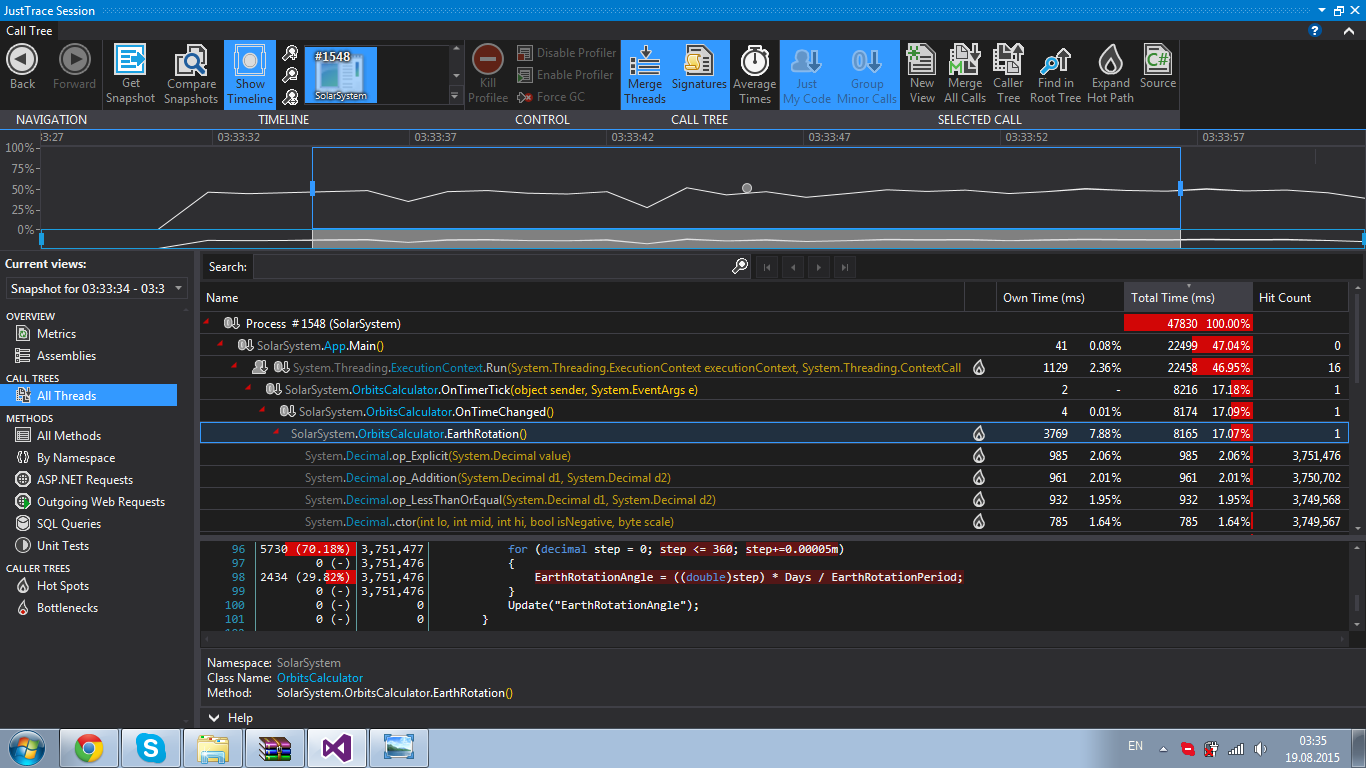 JustTrace Session
Call Tree
Back
Forward
Get Snapshot
Compare Snapshots
Show Timeline
#1548
SolarSystem
Kill Profilee
Disable Profiler
Enable Profiler
Force GC
Merge Threads
Signatures
Average Times
Just My Code
Group Minor Calls
New View
Merge All Calls
Caller Tree
Find in Root Tree
Expand Hot Path
C#
Source
NAVIGATION TIMELINE CONTROL CALL TREE SELECTED CALL
:33:27 03:33:32 03:33:37 03:33:42 03:33:47 03:33:52 03:33:57
100%
75%
50%
25%
0%
Current views:
Snapshot for 03:33:34 - 03:3
OVERVIEW
Metrics
Assemblies
CALL TREES
All Threads
METHODS
All Methods
By Namespace
ASP.NET Requests
Outgoing Web Requests
SQL Queries
Unit Tests
CALLER TREES
Hot Spots
Bottlenecks
Search:
Name Own Time (ms) Total Time (ms) Hit Count
Process #1548 (SolarSystem) 47830 100.00%
SolarSystem.App.Main() 41 0.08% 22499 47.04% 0
System.Threading.ExecutionContext.Run(System.Threading.ExecutionContext executionContext, System.Threading.ContextCall 1129 2.36% 22458 46.95% 16
SolarSystem.OrbitsCalculator.OnTimerTick(object sender, System.EventArgs e) 2 - 8216 17.18% 1
SolarSystem.OrbitsCalculator.OnTimeChanged() 4 0.01% 8174 17.09% 1
SolarSystem.OrbitsCalculator.EarthRotation() 3769 7.88% 8165 17.07% 1
System.Decimal.op_Explicit(System.Decimal value) 985 2.06% 985 2.06% 3,751,476
System.Decimal.op_Addition(System.Decimal d1, System.Decimal d2) 961 2.01% 961 2.01% 3,750,702
System.Decimal.op_LessThanOrEqual(System.Decimal d1, System.Decimal d2) 932 1.95% 932 1.95% 3,749,568
System.Decimal..ctor(int lo, int mid, int hi, bool isNegative, byte scale) 785 1.64% 785 1.64% 3,749,567
96 5730 (70.18%) 3,751,477 for (decimal step = 0; step <= 360; step+=0.00005m)
97 0 (-) 3,751,476 {
98 2434 (29.82%) 3,751,476 EarthRotationAngle = ((double)step) * Days / EarthRotationPeriod;
99 0 (-) 3,751,476 }
100 0 (-) 0 Update("EarthRotationAngle");
101 0 (-) 0 }
Namespace: SolarSystem
Class Name: OrbitsCalculator
Method: SolarSystem.OrbitsCalculator.EarthRotation()
Help
EN
03:35
19.08.2015